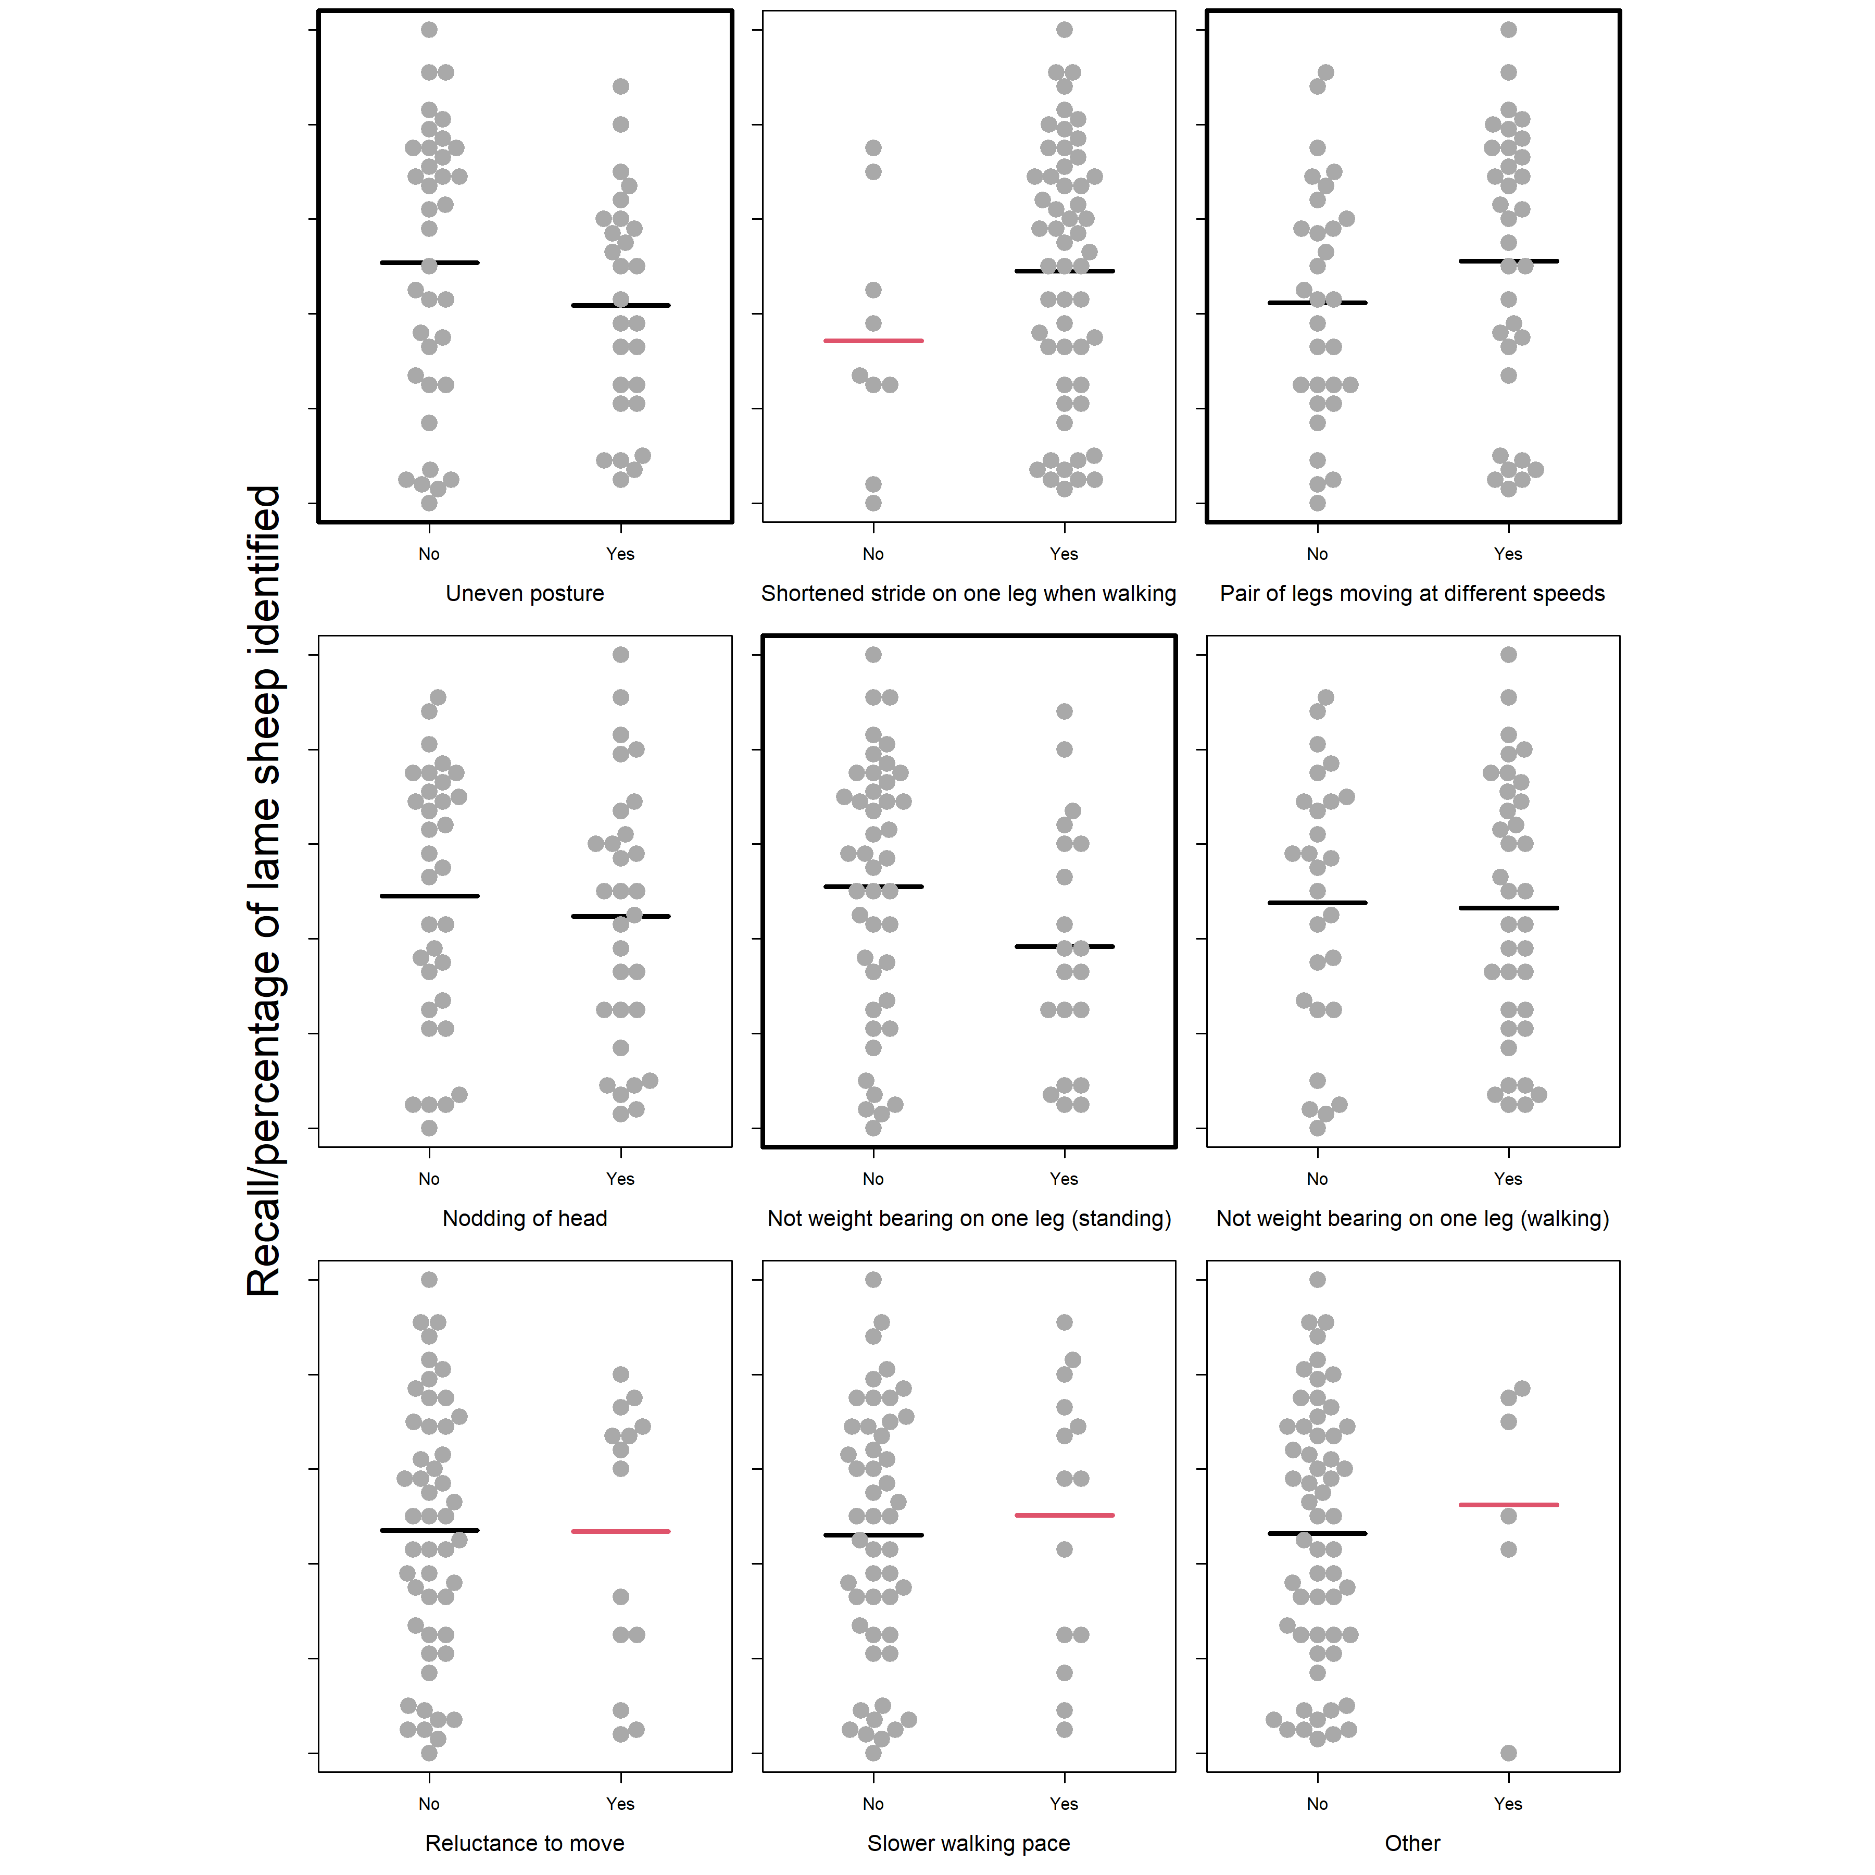 Recall/percentage of lame sheep identified
No Yes
Uneven posture
No Yes
Shortened stride on one leg when walking
No Yes
Pair of legs moving at different speeds
No Yes
Nodding of head
No Yes
Not weight bearing on one leg (standing)
No Yes
Not weight bearing on one leg (walking)
No Yes
Reluctance to move
No Yes
Slower walking pace
No Yes
Other